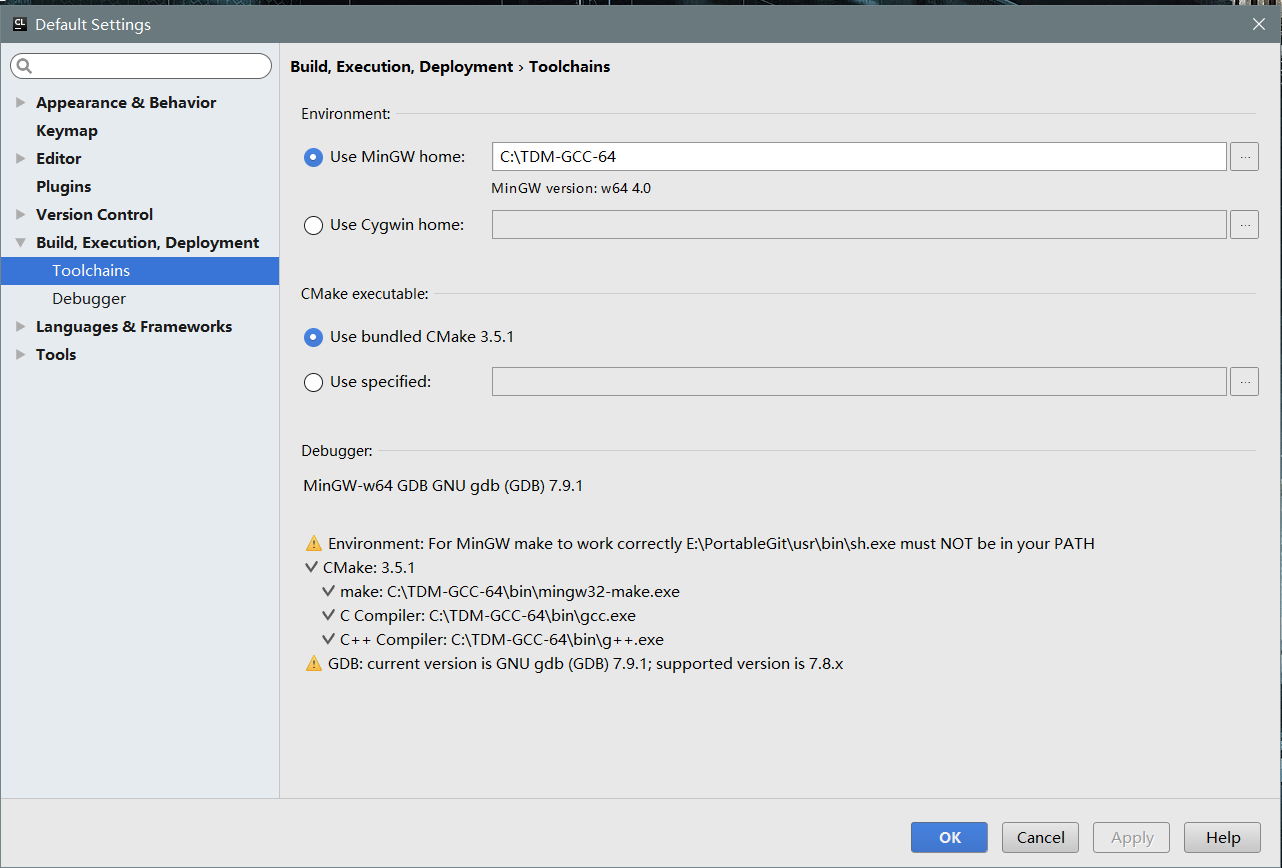 CL Default Settings
Appearance & Behavior
Keymap
Editor
Plugins
Version Control
Build, Execution, Deployment
Toolchains
Debugger
Languages & Frameworks
Tools
Build, Execution, Deployment › Toolchains
Environment:
Use MinGW home: C:\TDM-GCC-64 ...
MinGW version: w64 4.0
Use Cygwin home: ...
CMake executable:
Use bundled CMake 3.5.1
Use specified: ...
Debugger:
MinGW-w64 GDB GNU gdb (GDB) 7.9.1
Environment: For MinGW make to work correctly E:\PortableGit\usr\bin\sh.exe must NOT be in your PATH
CMake: 3.5.1
make: C:\TDM-GCC-64\bin\mingw32-make.exe
C Compiler: C:\TDM-GCC-64\bin\gcc.exe
C++ Compiler: C:\TDM-GCC-64\bin\g++.exe
GDB: current version is GNU gdb (GDB) 7.9.1; supported version is 7.8.x
OK Cancel Apply Help